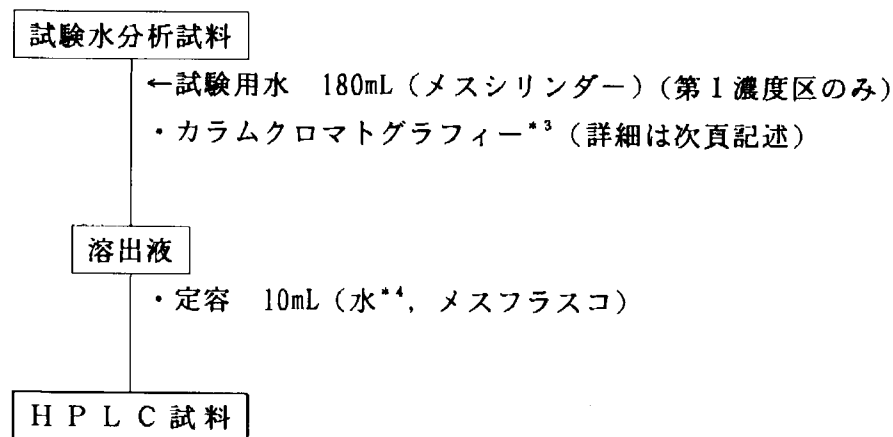 試験水分析試料
←試験用水 180mL（メスシリンダー）（第1濃度区のみ）
・カラムクロマトグラフィー*3（詳細は次頁記述）
溶出液
・定容 10mL（水*4, メスフラスコ）
ＨＰＬＣ試料